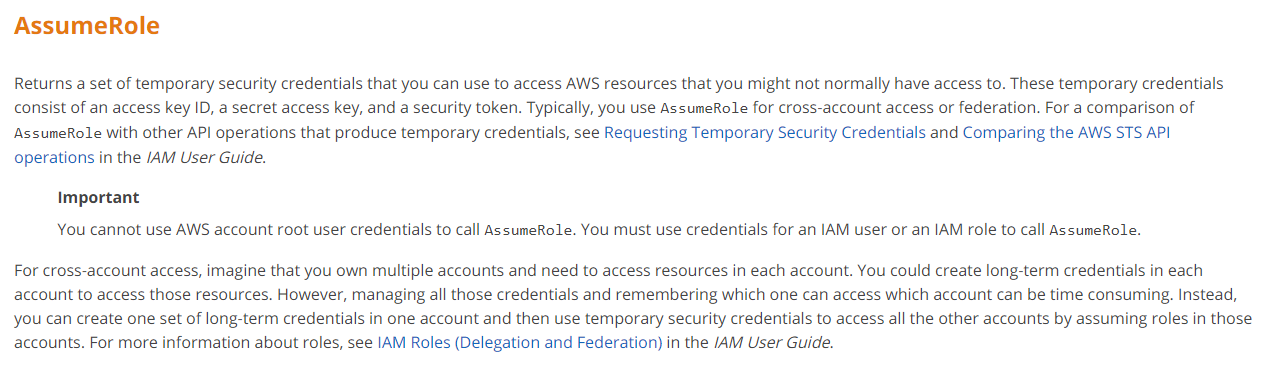 AssumeRole
Returns a set of temporary security credentials that you can use to access AWS resources that you might not normally have access to. These temporary credentials
consist of an access key ID, a secret access key, and a security token. Typically, you use AssumeRole for cross-account access or federation. For a comparison of
AssumeRole with other API operations that produce temporary credentials, see Requesting Temporary Security Credentials and Comparing the AWS STS API
operations in the IAM User Guide.
Important
You cannot use AWS account root user credentials to call AssumeRole. You must use credentials for an IAM user or an IAM role to call AssumeRole.
For cross-account access, imagine that you own multiple accounts and need to access resources in each account. You could create long-term credentials in each
account to access those resources. However, managing all those credentials and remembering which one can access which account can be time consuming. Instead,
you can create one set of long-term credentials in one account and then use temporary security credentials to access all the other accounts by assuming roles in those
accounts. For more information about roles, see IAM Roles (Delegation and Federation) in the IAM User Guide.